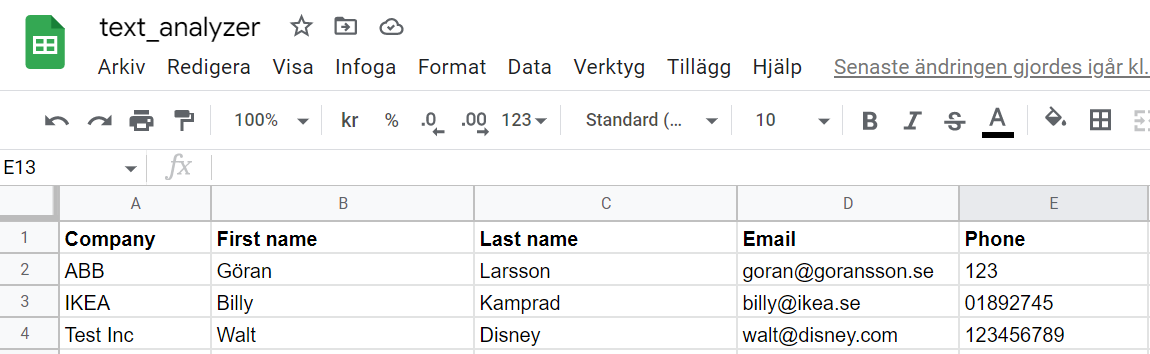 text_analyzer
Arkiv Redigera Visa Infoga Format Data Verktyg Tillägg Hjälp Senaste ändringen gjordes igår kl.
100% kr % .0 .00 123 Standard (... 10 B I S A
E13 fx
A B C D E
1 Company First name Last name Email Phone
2 ABB Göran Larsson goran@goransson.se 123
3 IKEA Billy Kamprad billy@ikea.se 01892745
4 Test Inc Walt Disney walt@disney.com 123456789